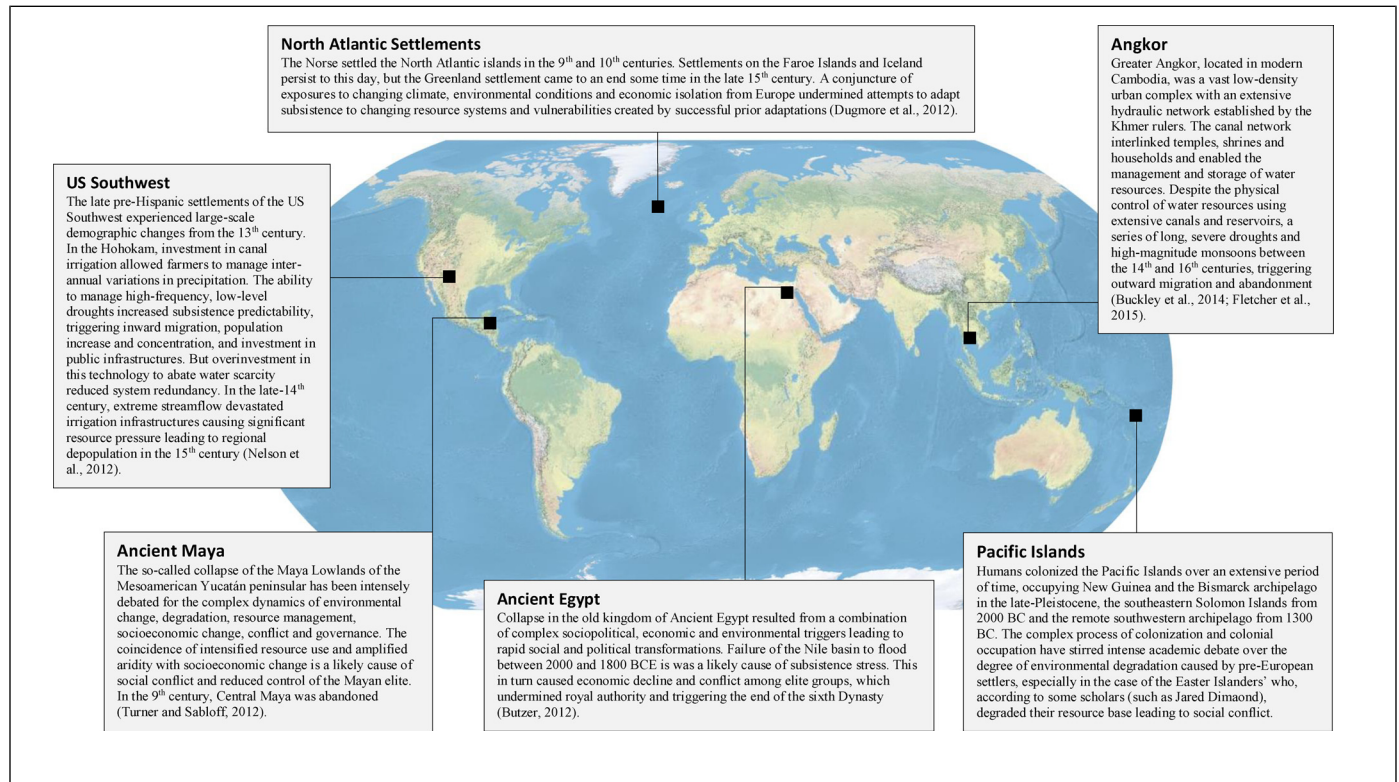 North Atlantic Settlements
The Norse settled the North Atlantic islands in the 9th and 10th centuries. Settlements on the Faroe Islands and Iceland
persist to this day, but the Greenland settlement came to an end some time in the late 15th century. A conjuncture of
exposures to changing climate, environmental conditions and economic isolation from Europe undermined attempts to adapt
subsistence to changing resource systems and vulnerabilities created by successful prior adaptations (Dugmore et al., 2012).
Angkor
Greater Angkor, located in modern
Cambodia, was a vast low-density
urban complex with an extensive
hydraulic network established by the
Khmer rulers. The canal network
interlinked temples, shrines and
households and enabled the
management and storage of water
resources. Despite the physical
control of water resources using
extensive canals and reservoirs, a
series of long, severe droughts and
high-magnitude monsoons between
the 14th and 16th centuries, triggering
outward migration and abandonment
(Buckley et al., 2014; Fletcher et al.,
2015).
US Southwest
The late pre-Hispanic settlements of the US
Southwest experienced large-scale
demographic changes from the 13th century.
In the Hohokam, investment in canal
irrigation allowed farmers to manage inter-
annual variations in precipitation. The ability
to manage high-frequency, low-level
droughts increased subsistence predictability,
triggering inward migration, population
increase and concentration, and investment in
public infrastructures. But overinvestment in
this technology to abate water scarcity
reduced system redundancy. In the late-14th
century, extreme streamflow devastated
irrigation infrastructures causing significant
resource pressure leading to regional
depopulation in the 15th century (Nelson et
al., 2012).
Ancient Maya
The so-called collapse of the Maya Lowlands of the
Mesoamerican Yucatán peninsular has been intensely
debated for the complex dynamics of environmental
change, degradation, resource management,
socioeconomic change, conflict and governance. The
coincidence of intensified resource use and amplified
aridity with socioeconomic change is a likely cause of
social conflict and reduced control of the Mayan elite.
In the 9th century, Central Maya was abandoned
(Turner and Sabloff, 2012).
Ancient Egypt
Collapse in the old kingdom of Ancient Egypt resulted from a combination
of complex sociopolitical, economic and environmental triggers leading to
rapid social and political transformations. Failure of the Nile basin to flood
between 2000 and 1800 BCE is was a likely cause of subsistence stress. This
in turn caused economic decline and conflict among elite groups, which
undermined royal authority and triggering the end of the sixth Dynasty
(Butzer, 2012).
Pacific Islands
Humans colonized the Pacific Islands over an extensive period
of time, occupying New Guinea and the Bismarck archipelago
in the late-Pleistocene, the southeastern Solomon Islands from
2000 BC and the remote southwestern archipelago from 1300
BC. The complex process of colonization and colonial
occupation have stirred intense academic debate over the
degree of environmental degradation caused by pre-European
settlers, especially in the case of the Easter Islanders’ who,
according to some scholars (such as Jared Dimaond),
degraded their resource base leading to social conflict.